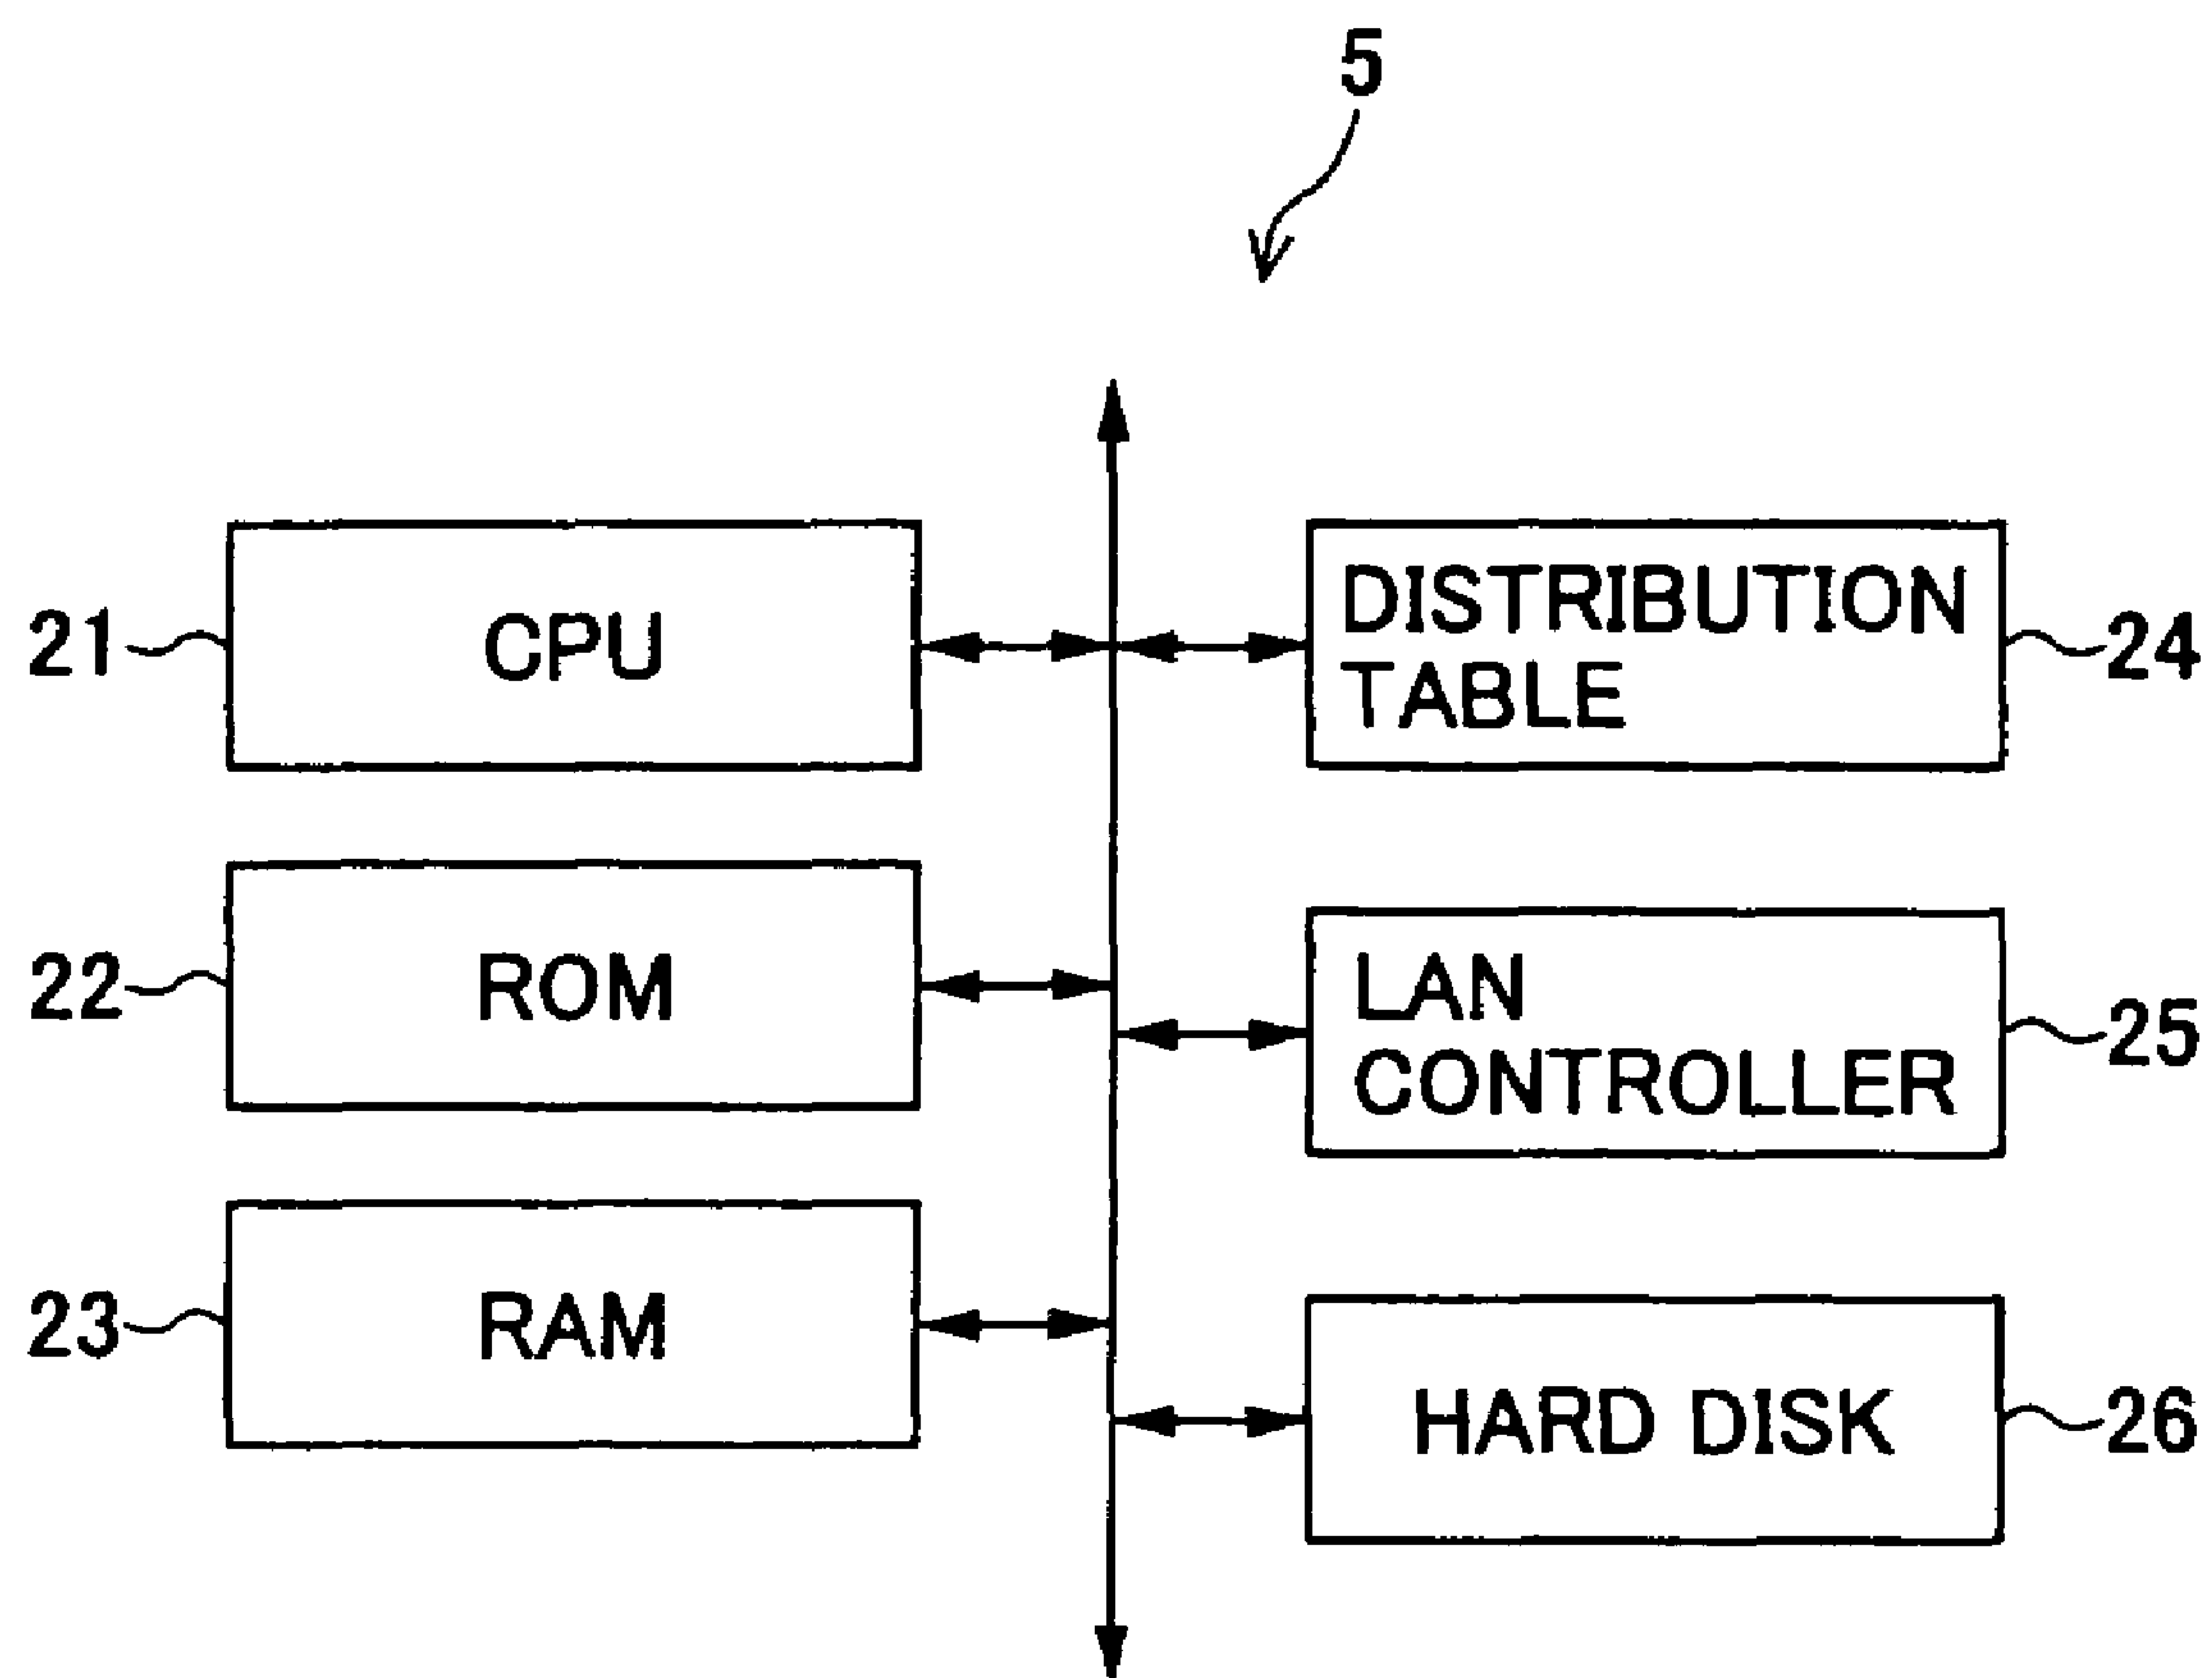 5
21
CPU
DISTRIBUTION
TABLE
24
22
ROM
LAN
CONTROLLER
25
23
RAM
HARD DISK
26